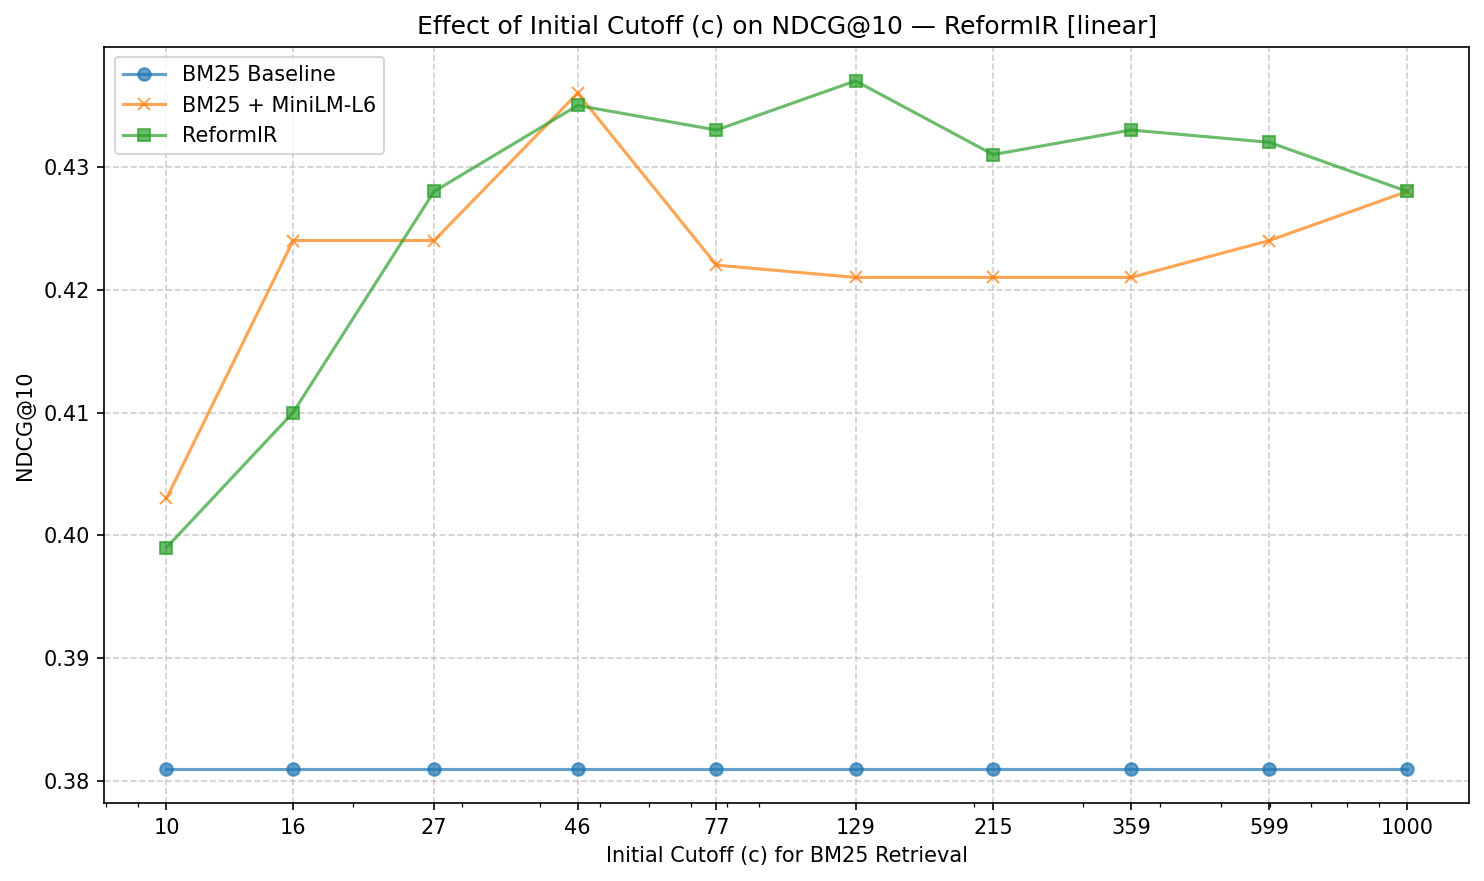 Effect of Initial Cutoff (c) on NDCG@10 — ReformIR [linear]
BM25 Baseline
BM25 + MiniLM-L6
ReformIR
NDCG@10
0.43
0.42
0.41
0.40
0.39
0.38
10 16 27 46 77 129 215 359 599 1000
Initial Cutoff (c) for BM25 Retrieval